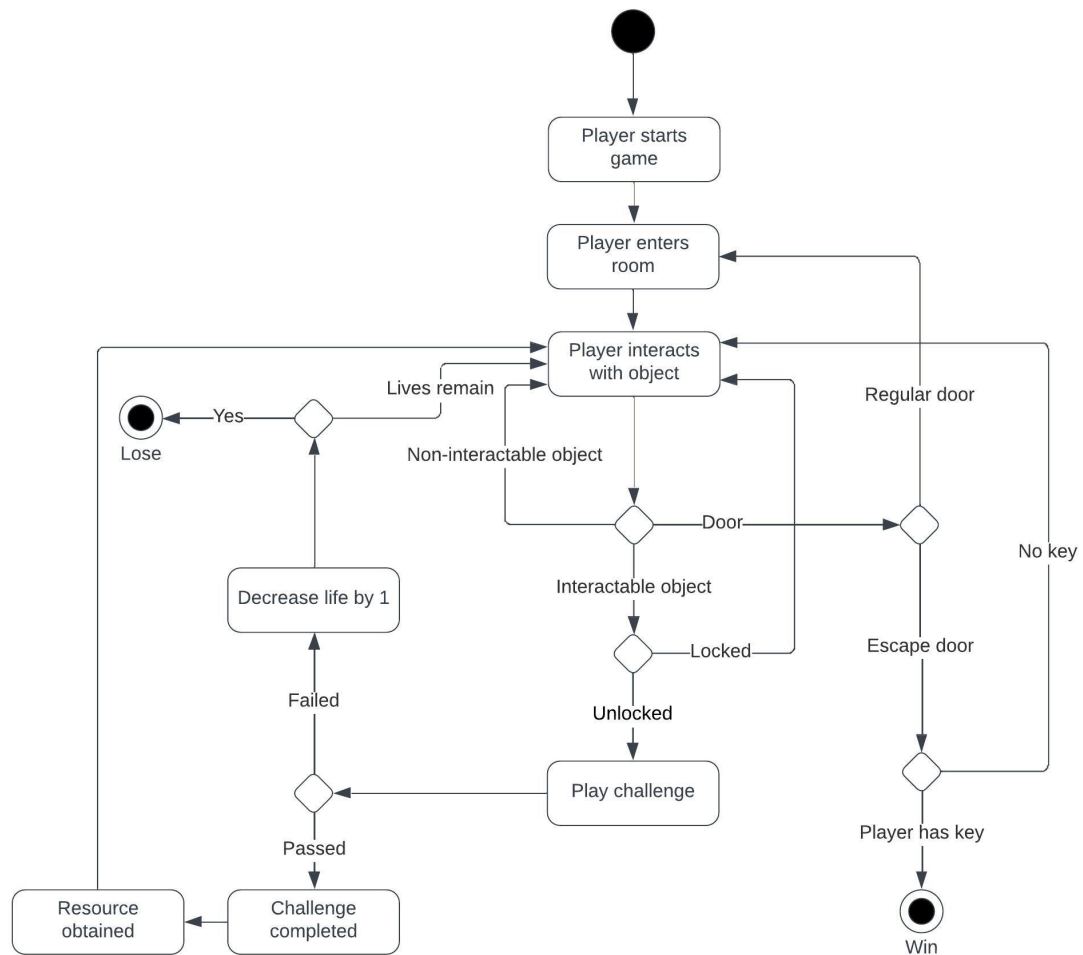 Player starts
game
Player enters
room
Player interacts
with object
Lives remain
Regular door
Yes
Lose
Non-interactable object
Door
No key
Interactable object
Decrease life by 1
Escape door
Locked
Failed
Unlocked
Play challenge
Player has key
Passed
Resource
obtained
Challenge
completed
Win